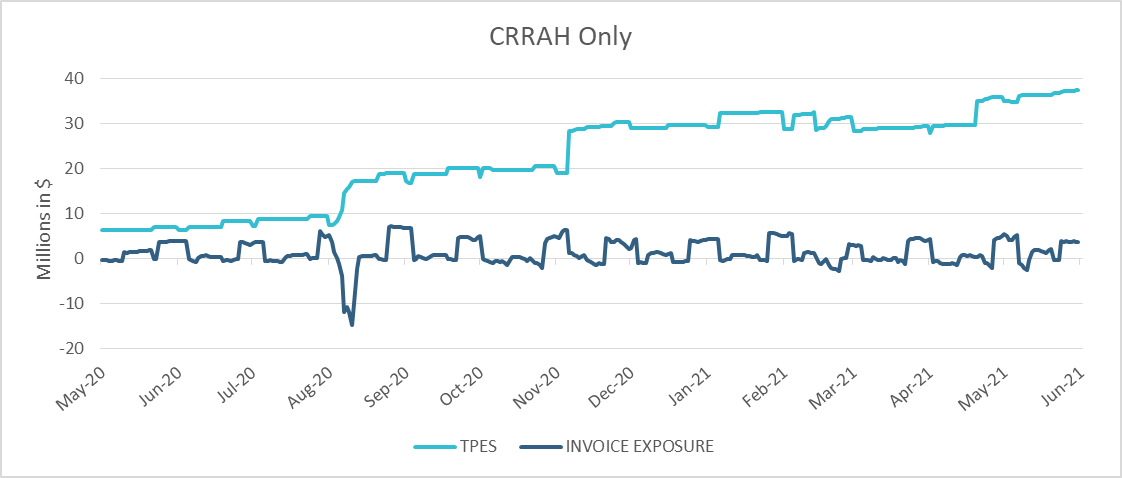 CRRAH Only
Millions in $
40
30
20
10
0
-10
-20
May-20
Jun-20
Jul-20
Aug-20
Sep-20
Oct-20
Nov-20
Dec-20
Jan-21
Feb-21
Mar-21
Apr-21
May-21
Jun-21
TPES
INVOICE EXPOSURE